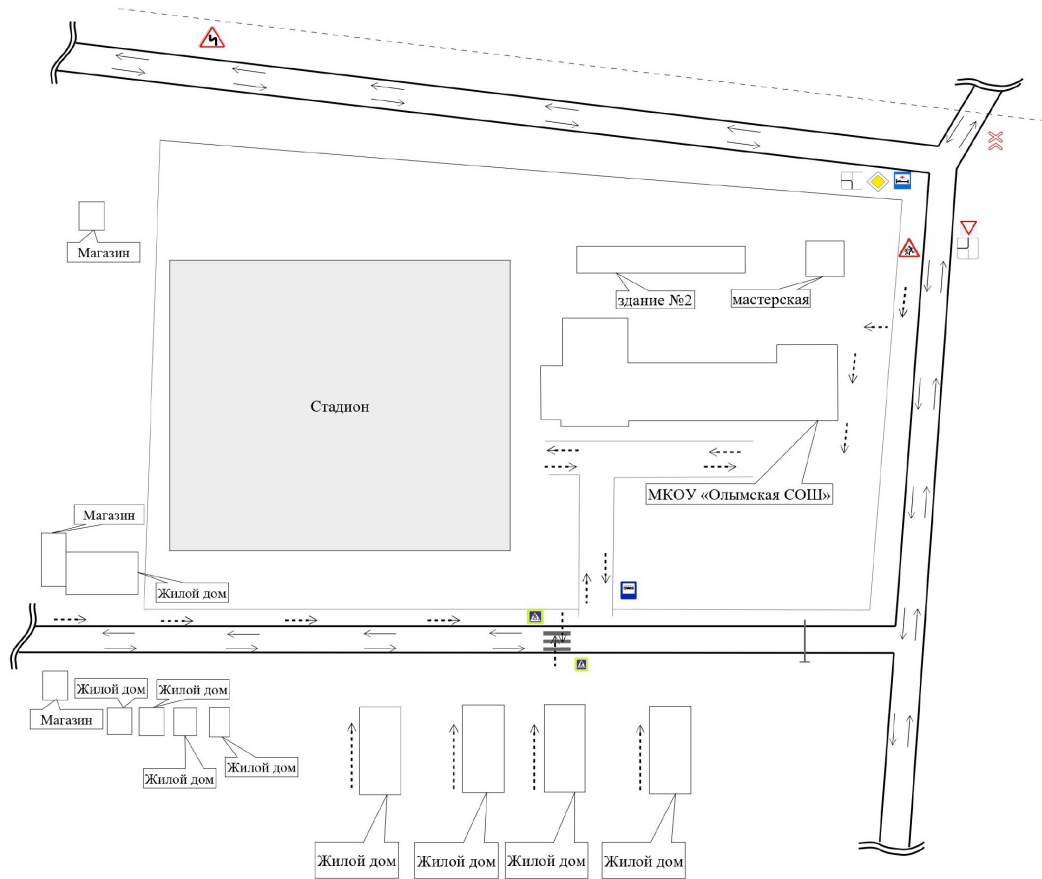 Магазин
здание №2
мастерская
Стадион
МКОУ «Олымская СОШ»
Магазин
Жилой дом
Жилой дом
Жилой дом
Магазин
Жилой дом
Жилой дом
Жилой дом
Жилой дом
Жилой дом
Жилой дом